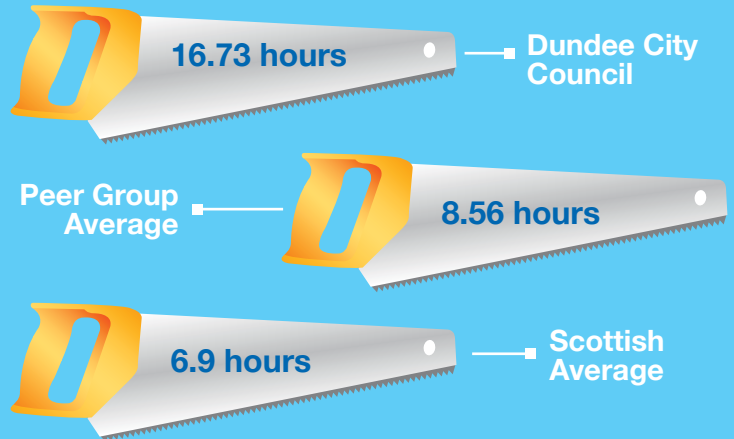 16.73 hours
Dundee City
Council
Peer Group
Average
8.56 hours
6.9 hours
Scottish
Average